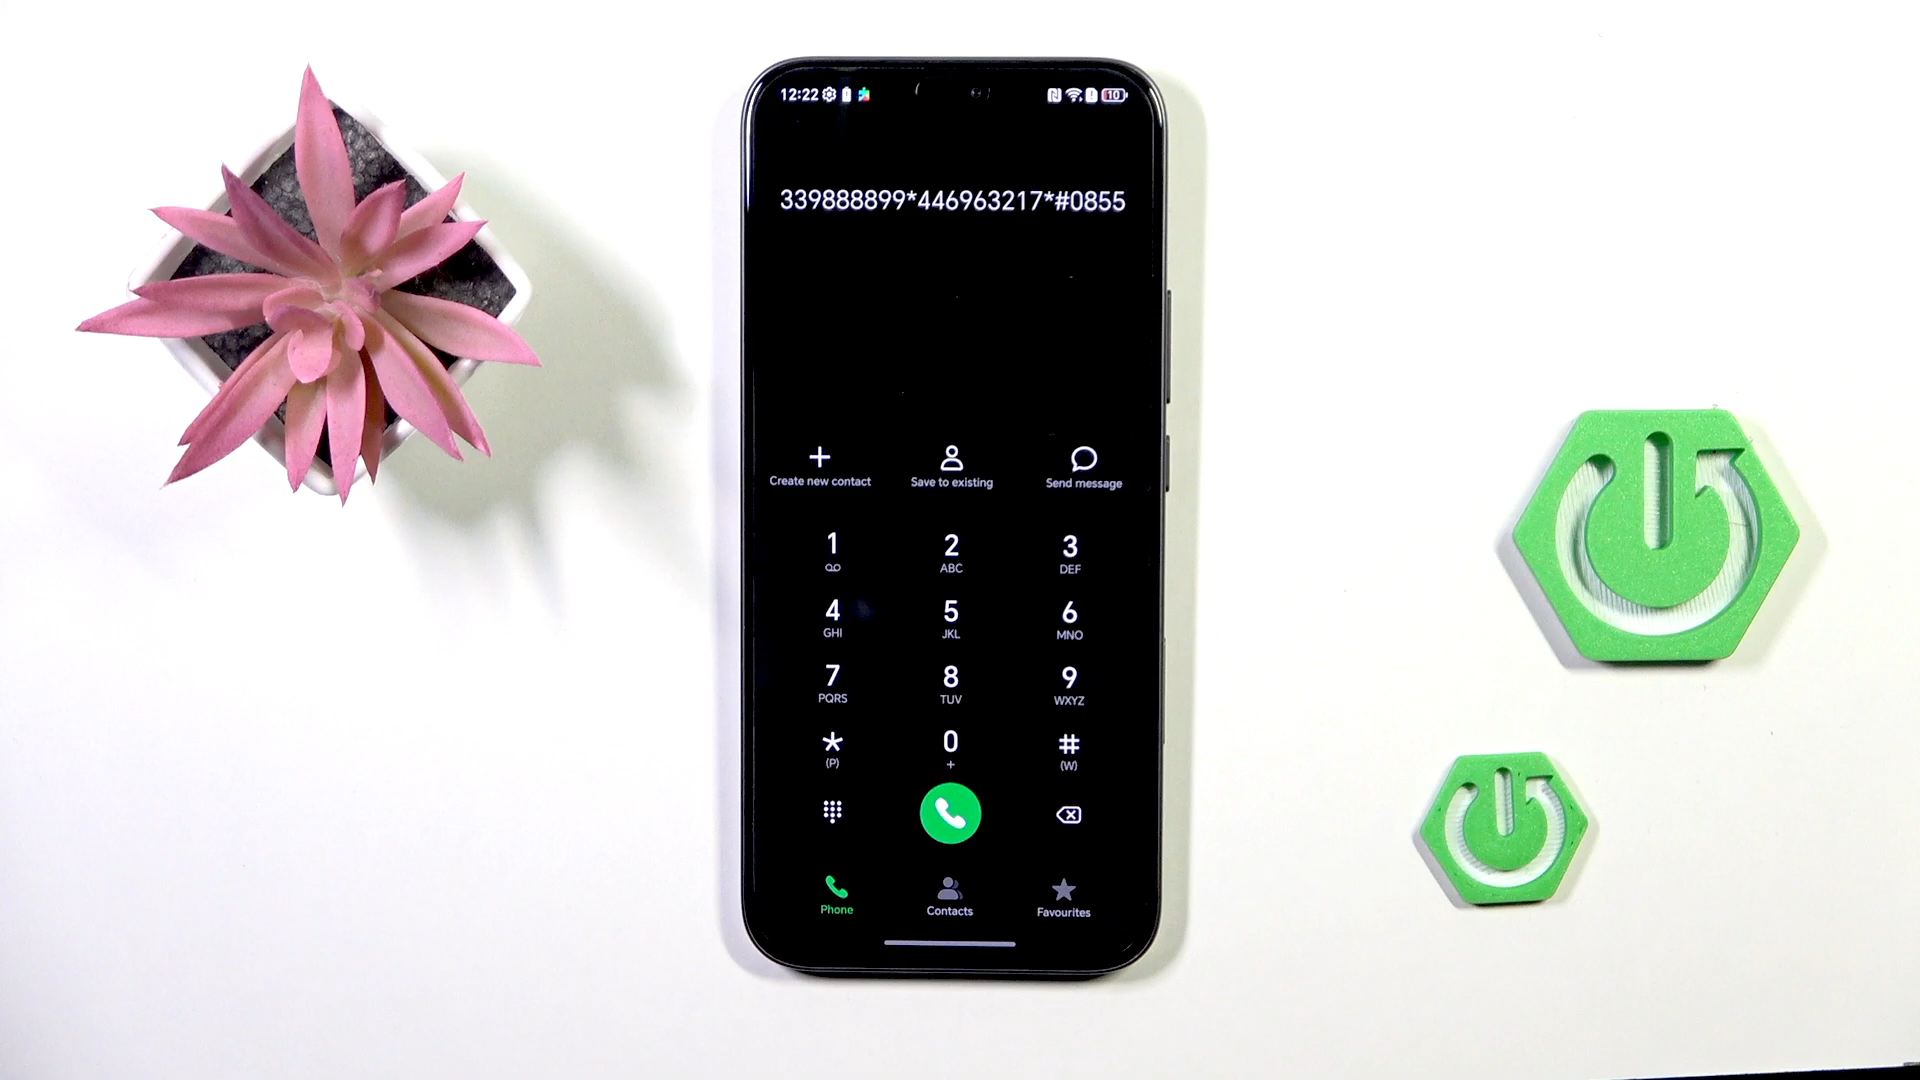 12:22 10
339888899*446963217*#0855
Create new contact Save to existing Send message
1 2 3
ABC DEF
4 5 6
GHI JKL MNO
7 8 9
PQRS TUV WXYZ
* 0 #
(P) + (W)
Phone Contacts Favourites